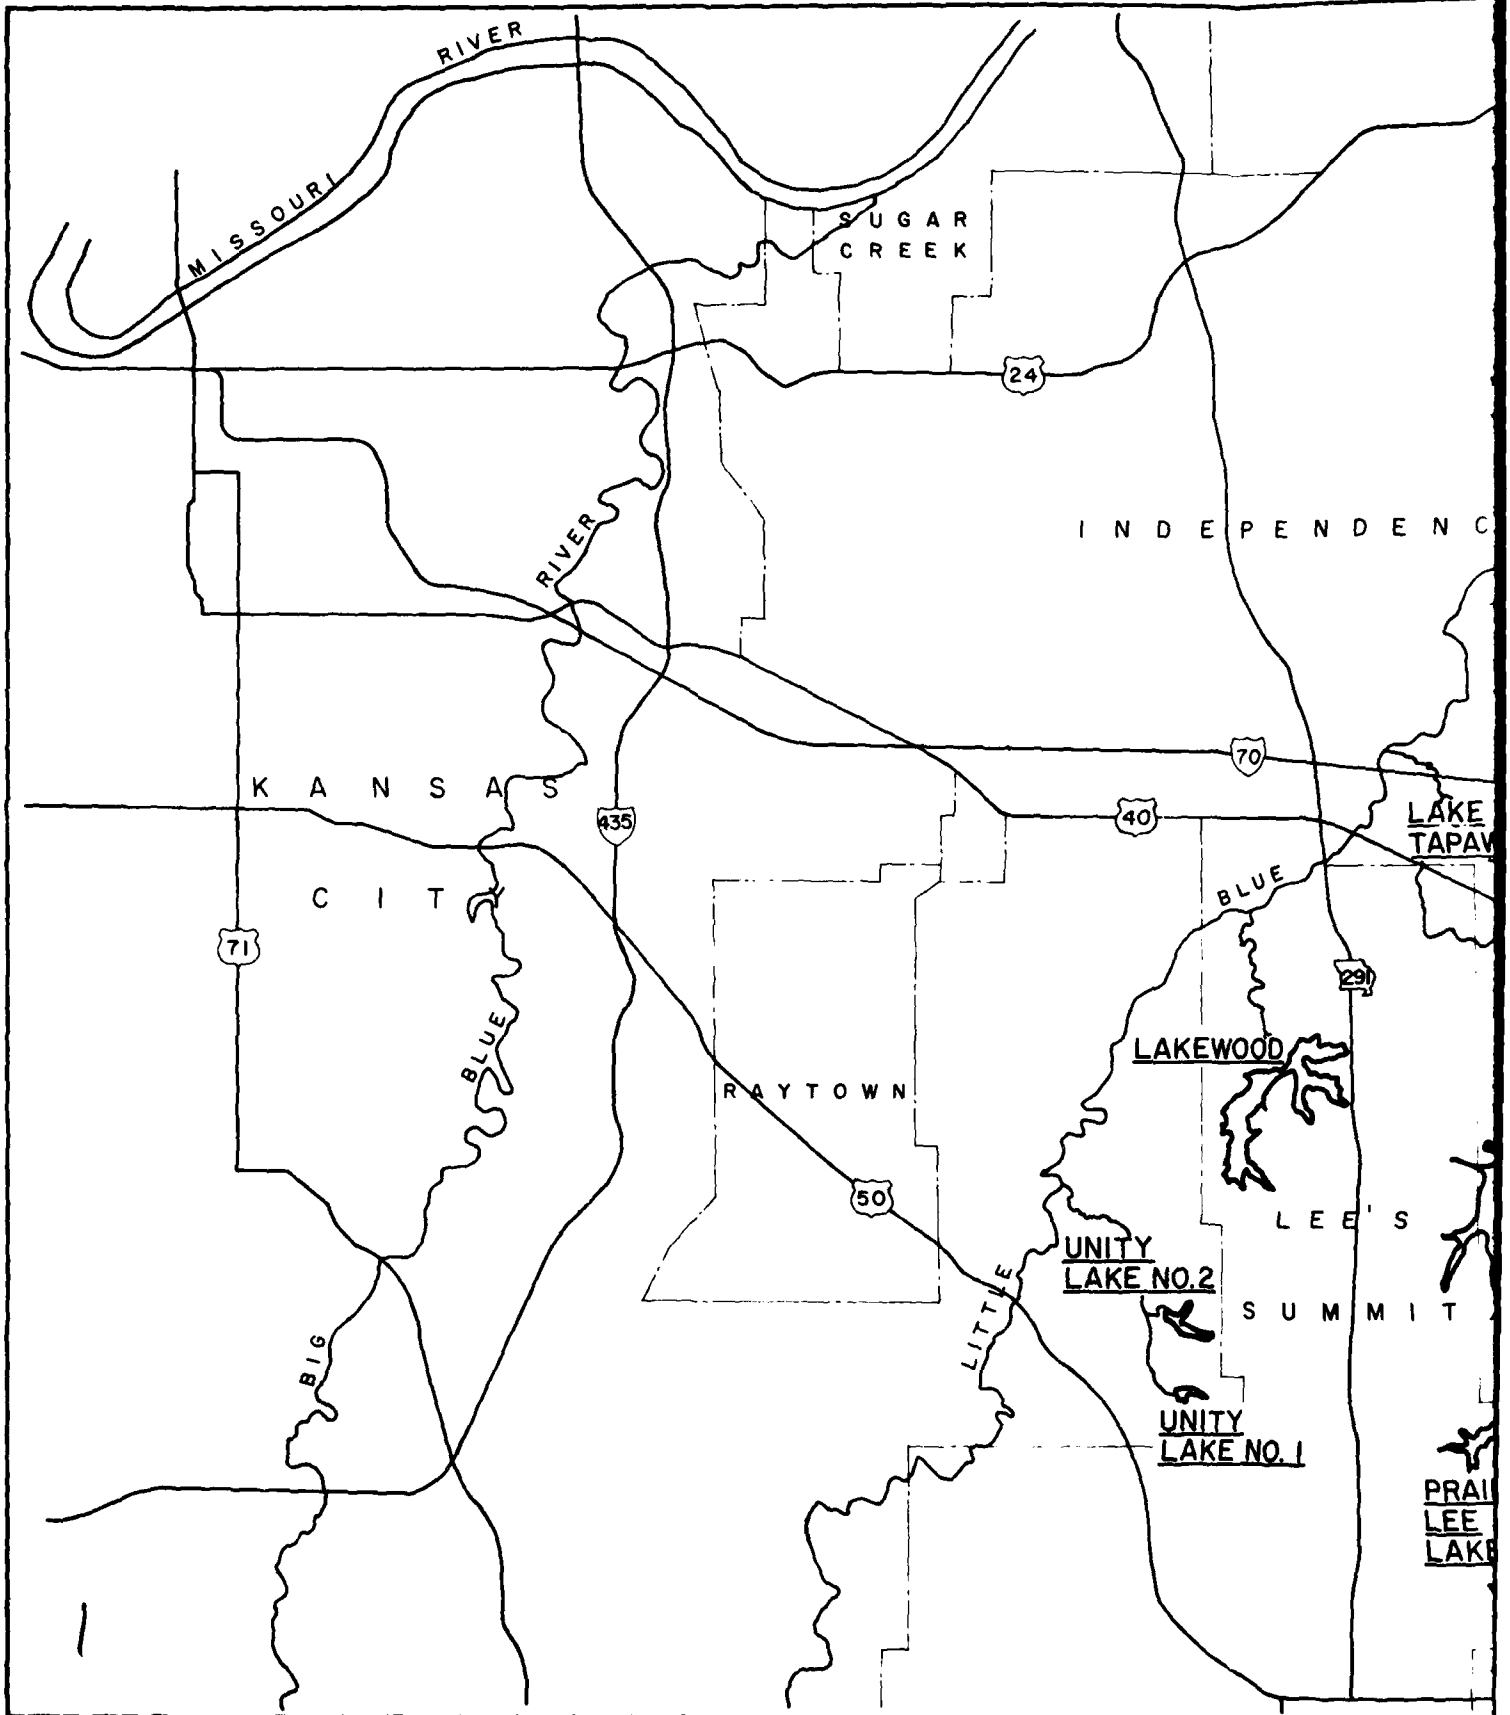 RIVER
MISSOURI
SUGAR
CREEK
24
INDEPENDENC
RIVER
70
KANSAS
435
40
LAKE
TAPAW
BLUE
CIT
71
291
BLUE
LAKEWOOD
RAYTOWN
50
LEE'S
UNITY
LAKE NO. 2
LITTLE
SUMMIT
BIG
UNITY
LAKE NO. 1
PRAI
LEE
LAKE